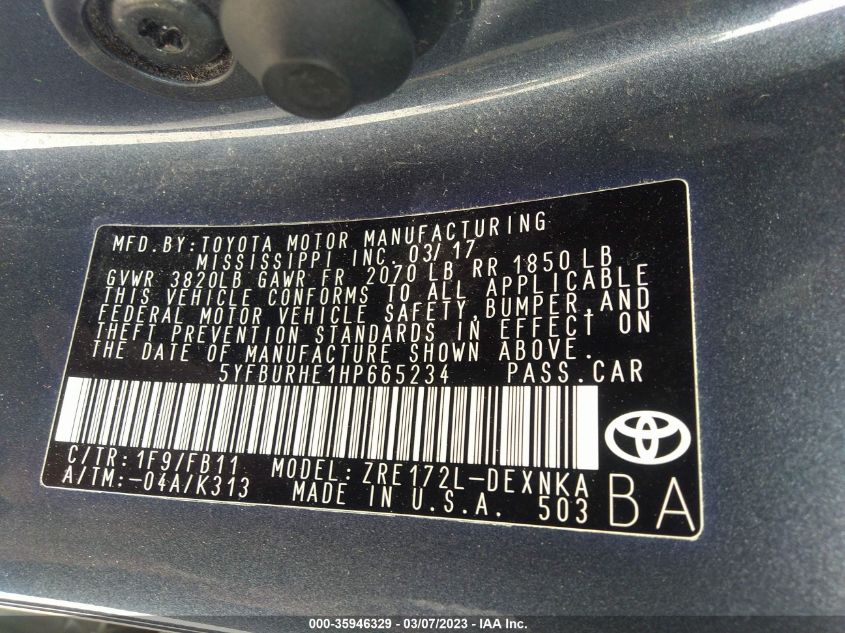 MFD.BY:TOYOTA MOTOR MANUFACTURING
MISSISSIPPI INC. 03/17
GVWR 3820LB GAWR FR 2070 LB RR 1850 LB
THIS VEHICLE CONFORMS TO ALL APPLICABLE
FEDERAL MOTOR VEHICLE SAFETY,BUMPER,AND
THEFT PREVENTION STANDARDS IN EFFECT ON
THE DATE OF MANUFACTURE SHOWN ABOVE.
5YFBURHE1HP665234 PASS.CAR
C/TR:1F9/FB11 MODEL:ZRE172L-DEXNKA
A/TM:-04A/K313 MADE IN U.S.A. 503
BA
000-35946329 - 03/07/2023 - IAA Inc.